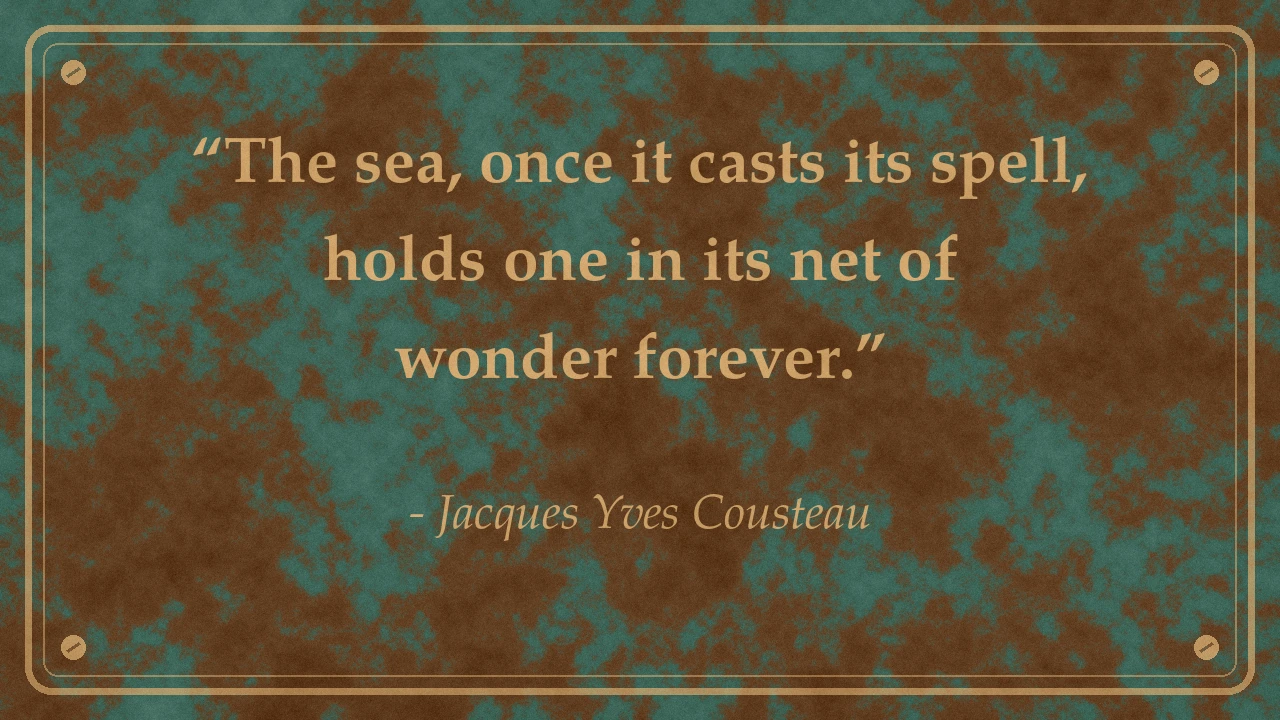 “The sea, once it casts its spell,
holds one in its net of
wonder forever.”
- Jacques Yves Cousteau